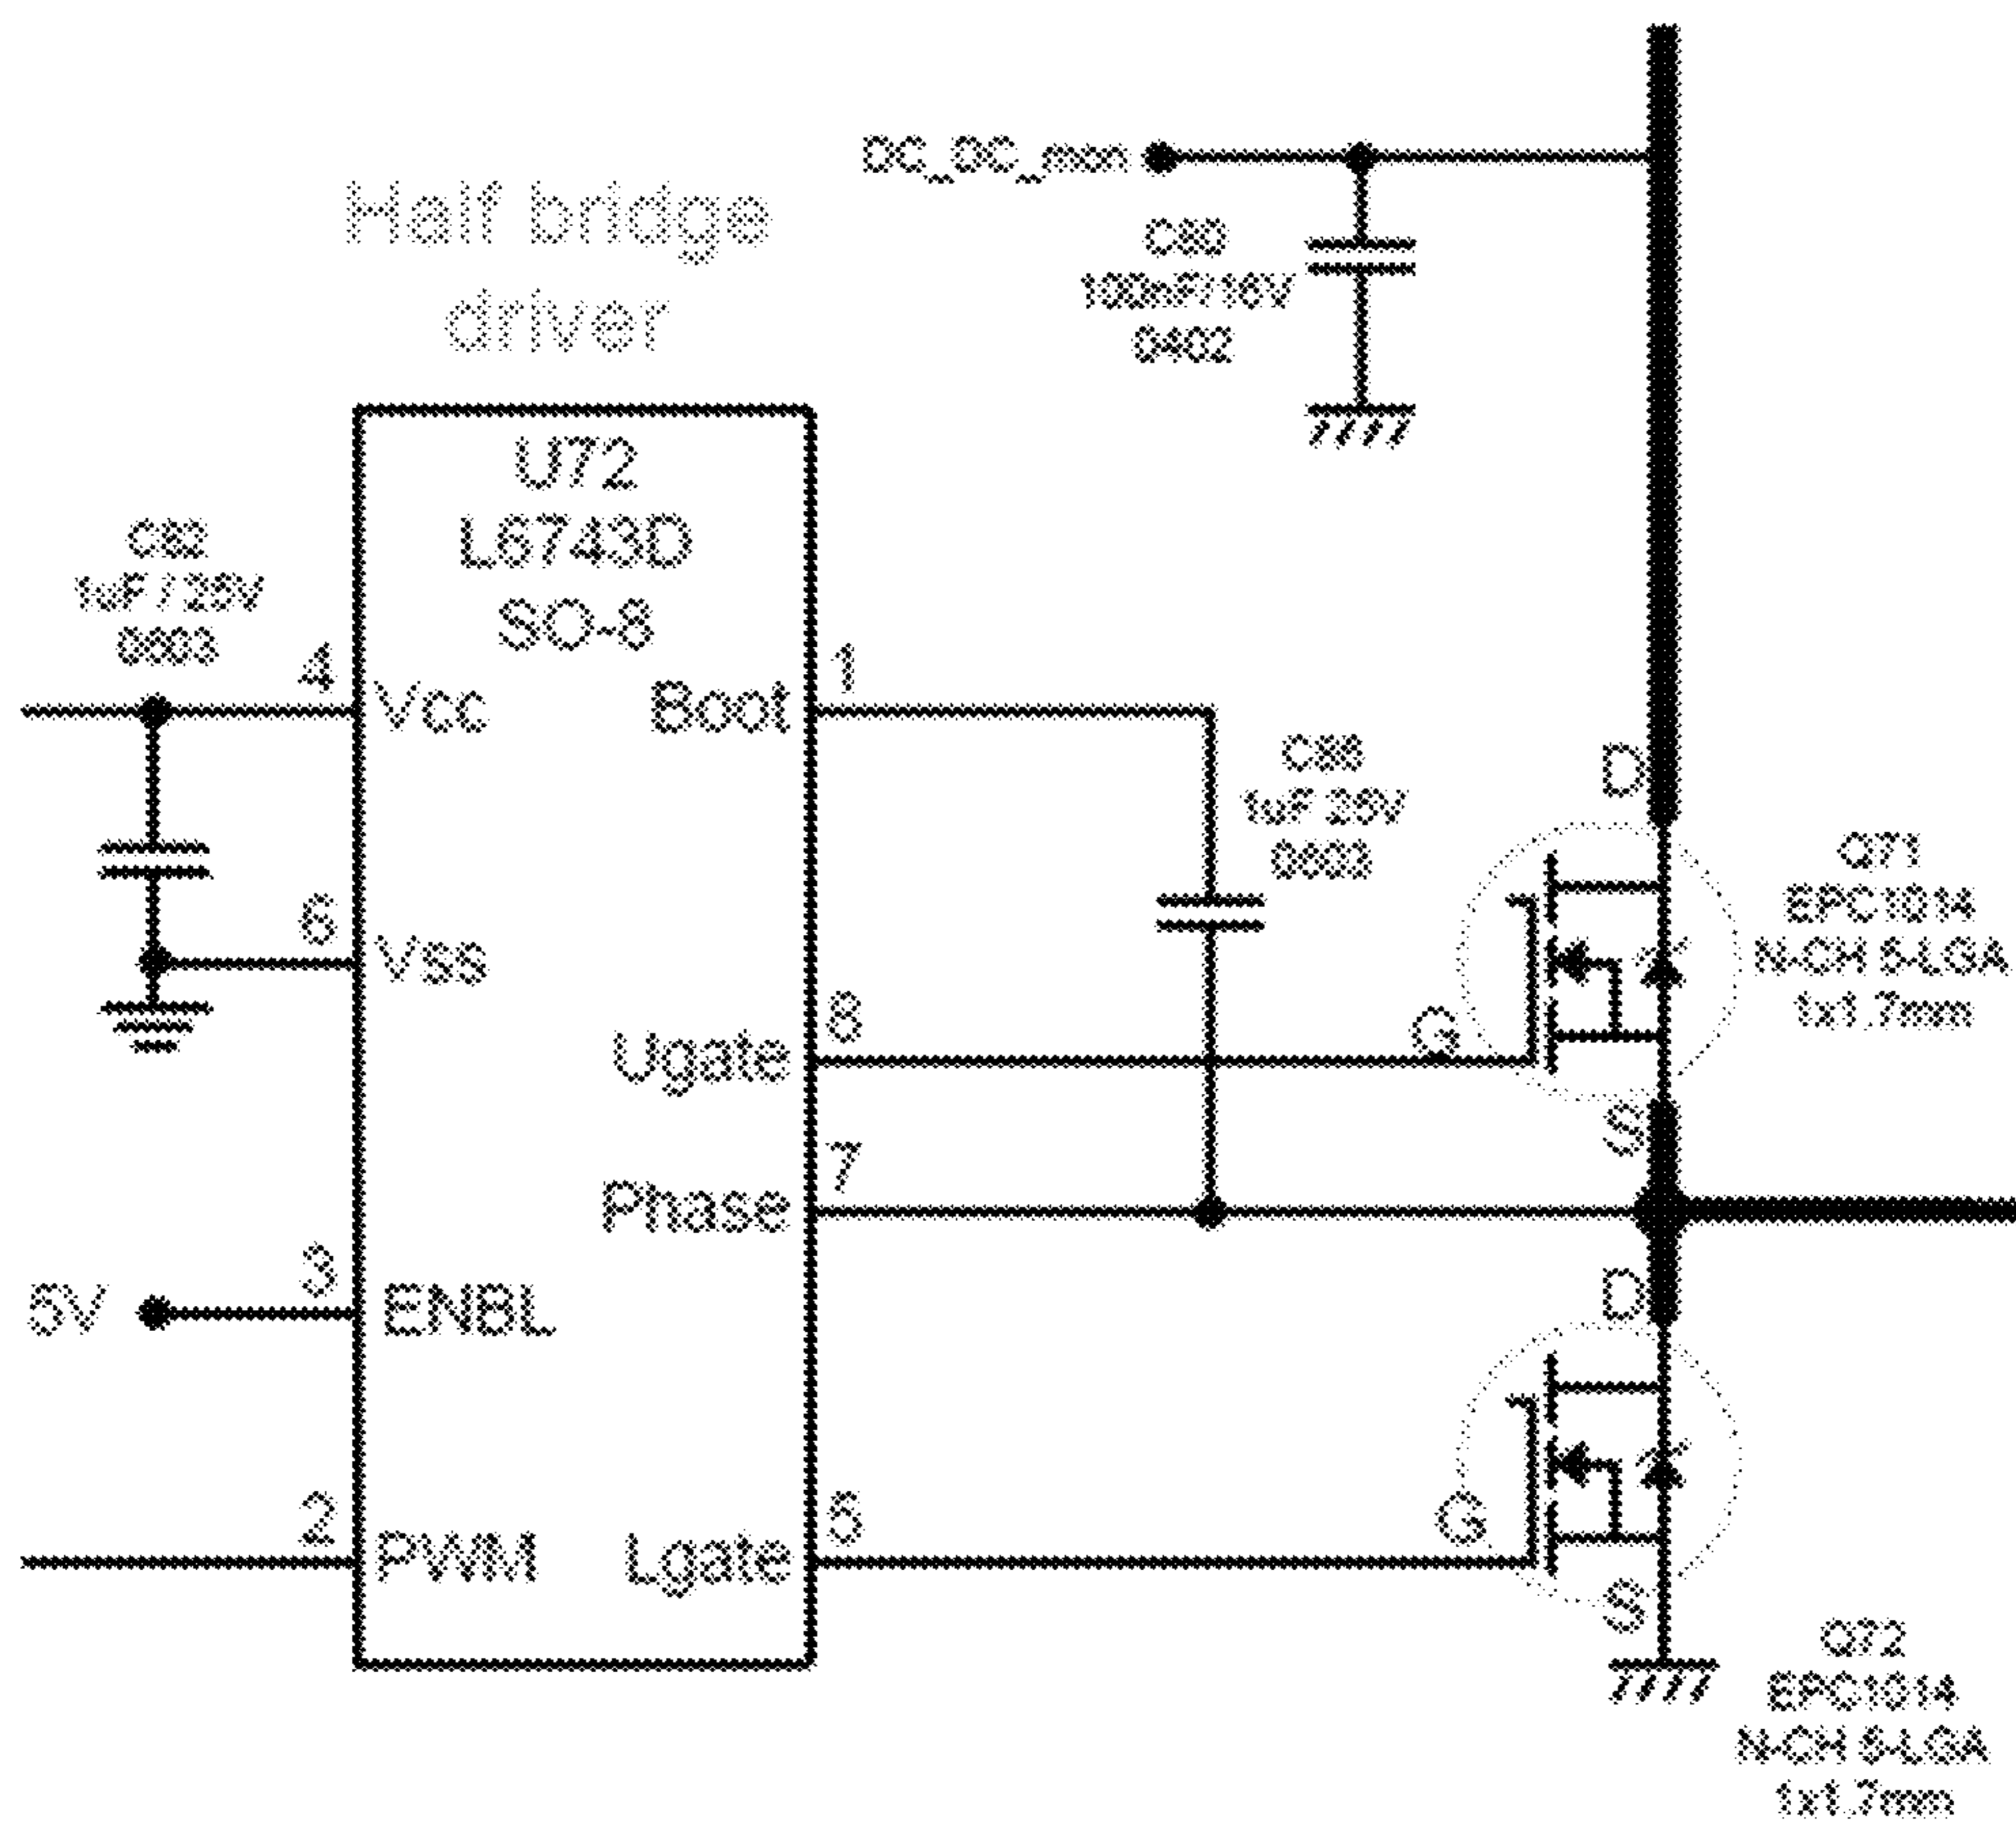 DC_DC_mon
Half bridge
driver
C80
100nF/16V
0402
U72
L6743D
SO-8
C82
1uF / 25V
0603
4
Vcc
Boot
1
C88
1uF 25V
0603
D
Q71
EPC1014
N-CH 5-LGA
1x1.7mm
6
Vss
8
Ugate
G
S
7
Phase
5V
3
ENBL
D
2
PWM
Lgate
5
G
S
Q72
EPC1014
N-CH 5-LGA
1x1.7mm